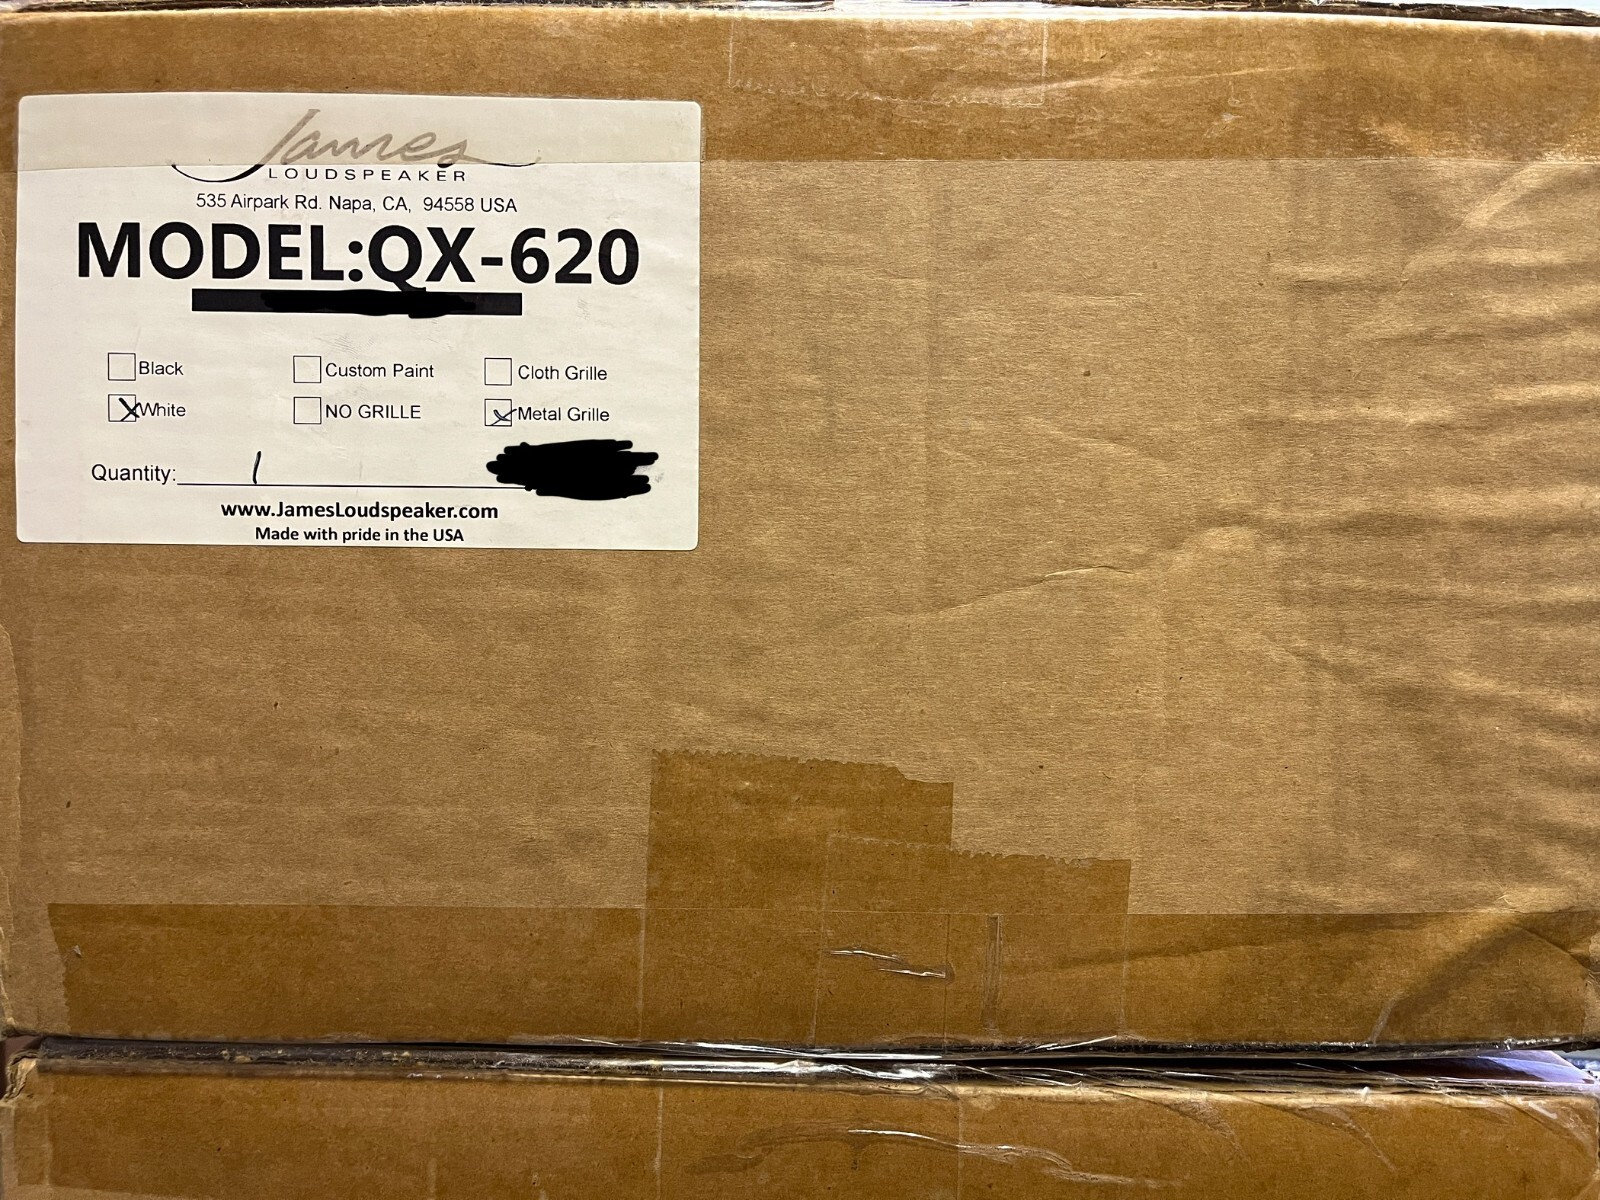 James
LOUDSPEAKER
535 Airpark Rd. Napa, CA, 94558 USA
MODEL:QX-620
Black
Custom Paint
Cloth Grille
White
NO GRILLE
Metal Grille
Quantity: 1
www.JamesLoudspeaker.com
Made with pride in the USA